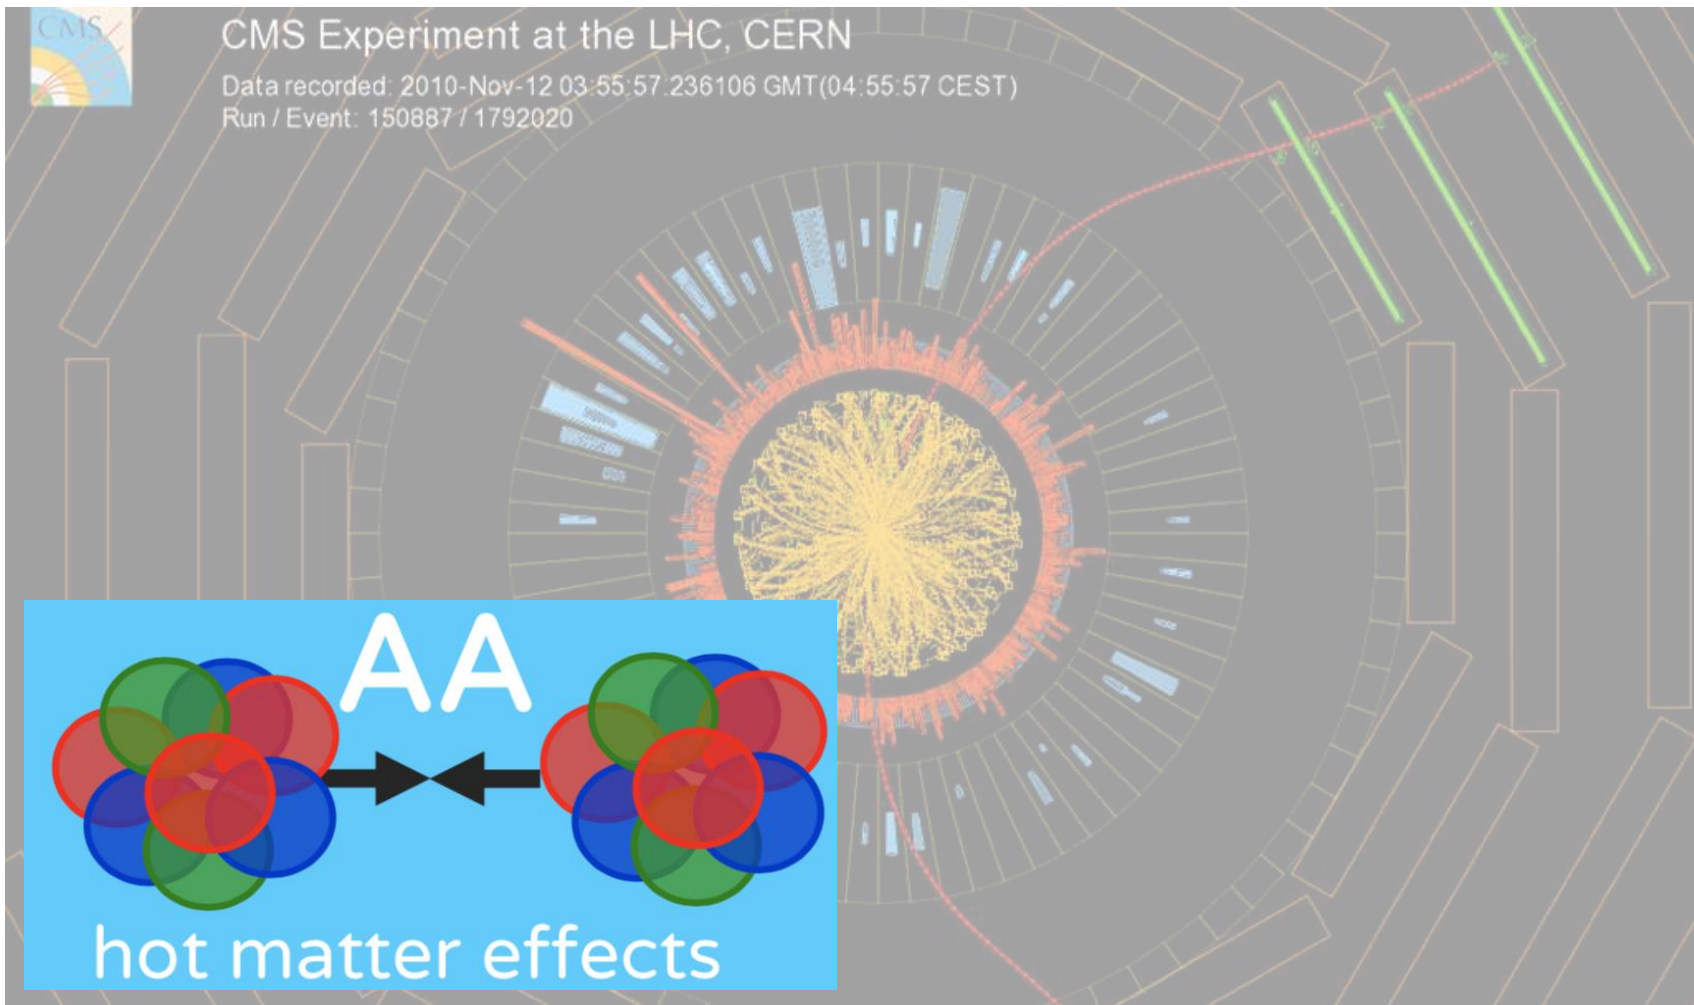 CMS
CMS Experiment at the LHC, CERN
Data recorded: 2010-Nov-12 03:55:57.236106 GMT(04:55:57 CEST)
Run / Event: 150887 / 1792020
AA
hot matter effects